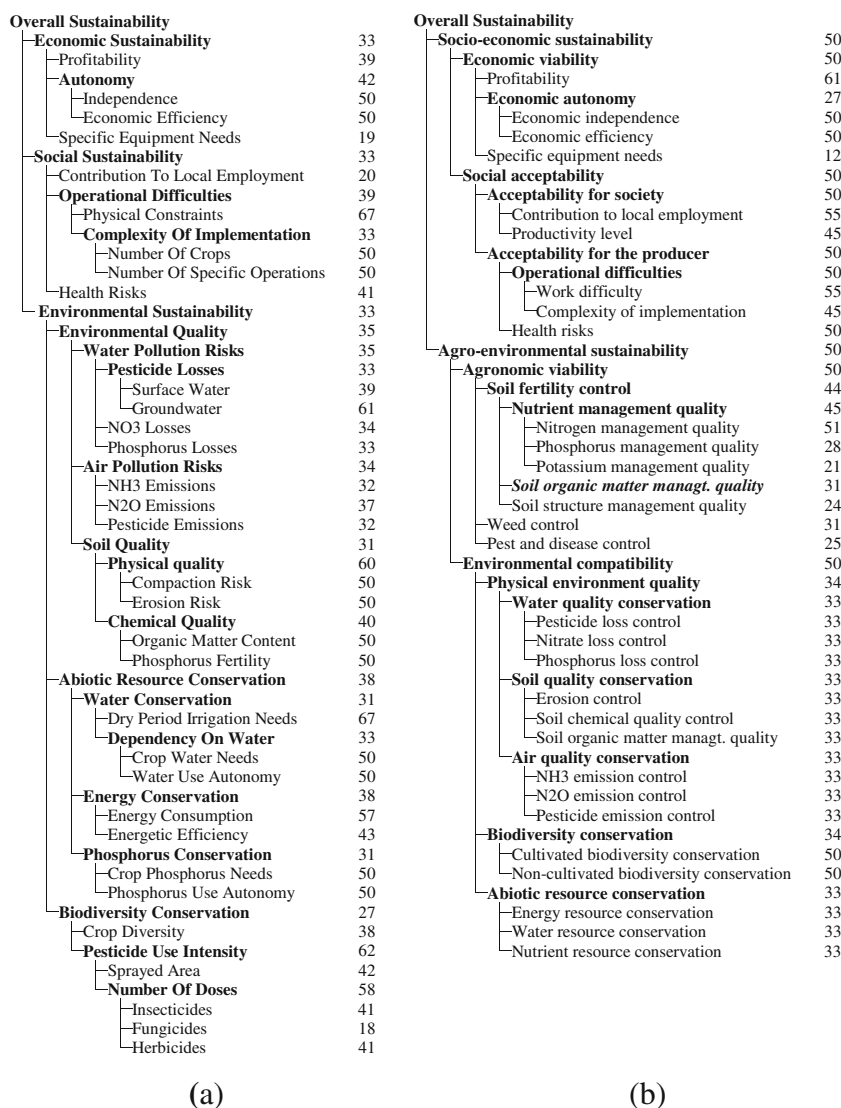 Overall Sustainability
Economic Sustainability 33
Profitability 39
Autonomy 42
Independence 50
Economic Efficiency 50
Specific Equipment Needs 19
Social Sustainability 33
Contribution To Local Employment 20
Operational Difficulties 39
Physical Constraints 67
Complexity Of Implementation 33
Number Of Crops 50
Number Of Specific Operations 50
Health Risks 41
Environmental Sustainability 33
Environmental Quality 35
Water Pollution Risks 35
Pesticide Losses 33
Surface Water 39
Groundwater 61
NO3 Losses 34
Phosphorus Losses 33
Air Pollution Risks 34
NH3 Emissions 32
N2O Emissions 37
Pesticide Emissions 32
Soil Quality 31
Physical quality 60
Compaction Risk 50
Erosion Risk 50
Chemical Quality 40
Organic Matter Content 50
Phosphorus Fertility 50
Abiotic Resource Conservation 38
Water Conservation 31
Dry Period Irrigation Needs 67
Dependency On Water 33
Crop Water Needs 50
Water Use Autonomy 50
Energy Conservation 38
Energy Consumption 57
Energetic Efficiency 43
Phosphorus Conservation 31
Crop Phosphorus Needs 50
Phosphorus Use Autonomy 50
Biodiversity Conservation 27
Crop Diversity 38
Pesticide Use Intensity 62
Sprayed Area 42
Number Of Doses 58
Insecticides 41
Fungicides 18
Herbicides 41
(a)
Overall Sustainability
Socio-economic sustainability 50
Economic viability 50
Profitability 61
Economic autonomy 27
Economic independence 50
Economic efficiency 50
Specific equipment needs 12
Social acceptability 50
Acceptability for society 50
Contribution to local employment 55
Productivity level 45
Acceptability for the producer 50
Operational difficulties 50
Work difficulty 55
Complexity of implementation 45
Health risks 50
Agro-environmental sustainability 50
Agronomic viability 50
Soil fertility control 44
Nutrient management quality 45
Nitrogen management quality 51
Phosphorus management quality 28
Potassium management quality 21
Soil organic matter managt. quality 31
Soil structure management quality 24
Weed control 31
Pest and disease control 25
Environmental compatibility 50
Physical environment quality 34
Water quality conservation 33
Pesticide loss control 33
Nitrate loss control 33
Phosphorus loss control 33
Soil quality conservation 33
Erosion control 33
Soil chemical quality control 33
Soil organic matter managt. quality 33
Air quality conservation 33
NH3 emission control 33
N2O emission control 33
Pesticide emission control 33
Biodiversity conservation 34
Cultivated biodiversity conservation 50
Non-cultivated biodiversity conservation 50
Abiotic resource conservation 33
Energy resource conservation 33
Water resource conservation 33
Nutrient resource conservation 33
(b)